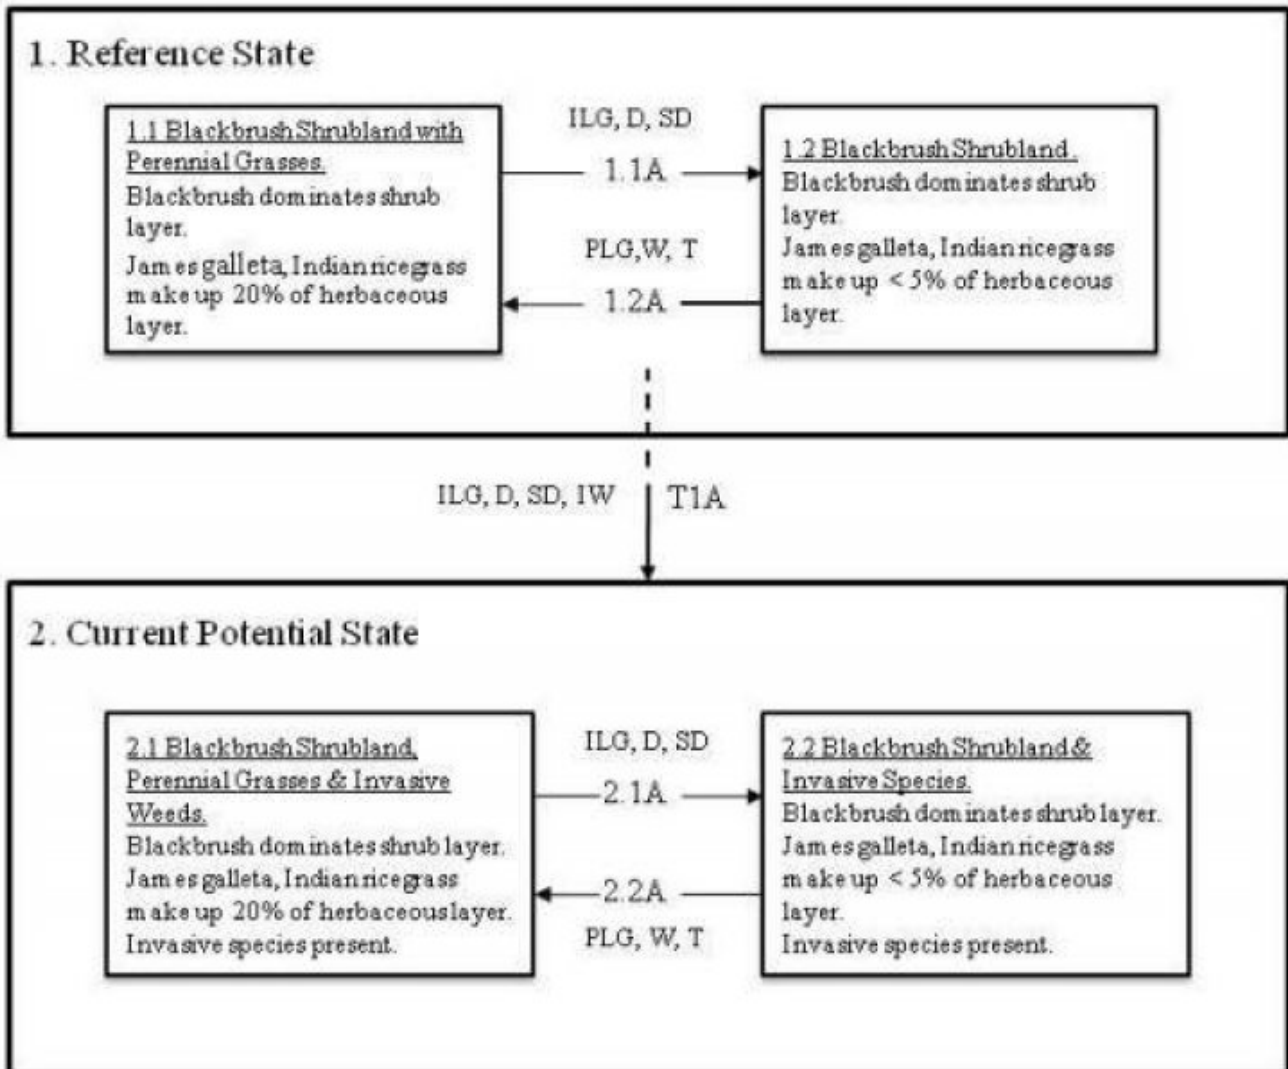 1. Reference State
1.1 Blackbrush Shrubland with
Perennial Grasses.
Blackbrush dominates shrub
layer.
James galleta, Indian ricegrass
make up 20% of herbaceous
layer.
ILG, D, SD
1.1A
PLG,W, T
1.2A
1.2 Blackbrush Shrubland.
Blackbrush dominates shrub
layer.
James galleta, Indian ricegrass
make up < 5% of herbaceous
layer.
ILG, D, SD, IW
T1A
2. Current Potential State
2.1 Blackbrush Shrubland,
Perennial Grasses & Invasive
Weeds.
Blackbrush dominates shrub layer.
James galleta, Indian ricegrass
make up 20% of herbaceous layer.
Invasive species present.
ILG, D, SD
2.1A
2.2A
PLG, W, T
2.2 Blackbrush Shrubland &
Invasive Species.
Blackbrush dominates shrub layer.
James galleta, Indian ricegrass
make up < 5% of herbaceous
layer.
Invasive species present.